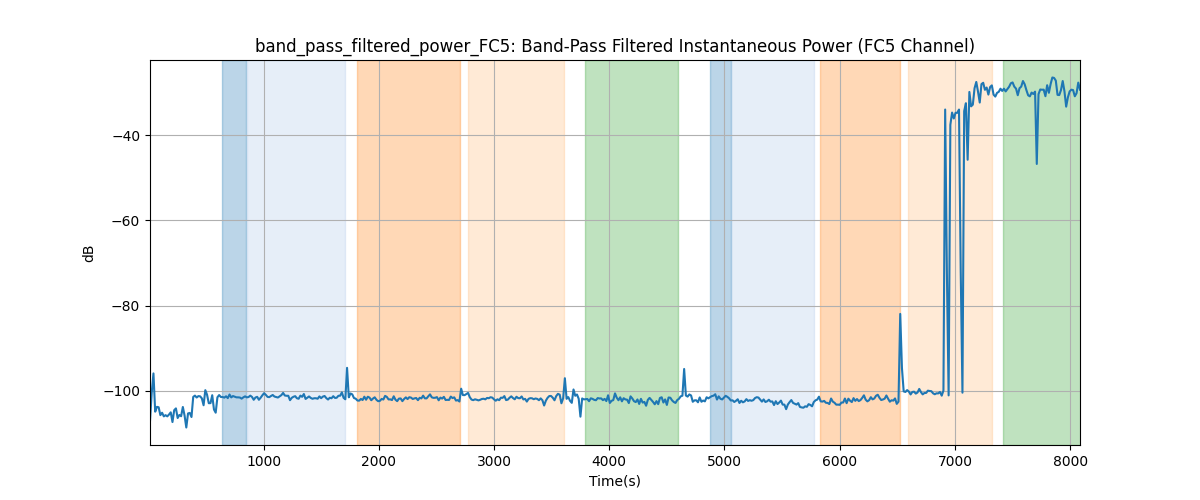 band_pass_filtered_power_FC5: Band-Pass Filtered Instantaneous Power (FC5 Channel)
dB
−40
−60
−80
−100
1000 2000 3000 4000 5000 6000 7000 8000
Time(s)